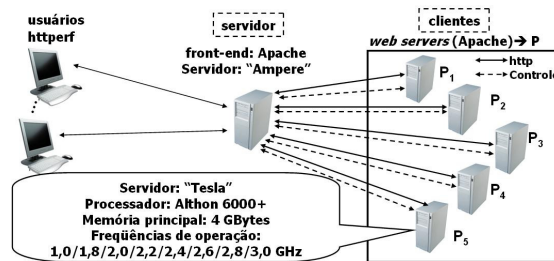 usuários
httperf
servidor
front-end: Apache
Servidor: “Ampere”
clientes
web servers (Apache)→ P
http
Controle
P1
P2
P3
P4
P5
Servidor: “Tesla”
Processador: Althon 6000+
Memória principal: 4 GBytes
Freqüências de operação:
1,0/1,8/2,0/2,2/2,4/2,6/2,8/3,0 GHz